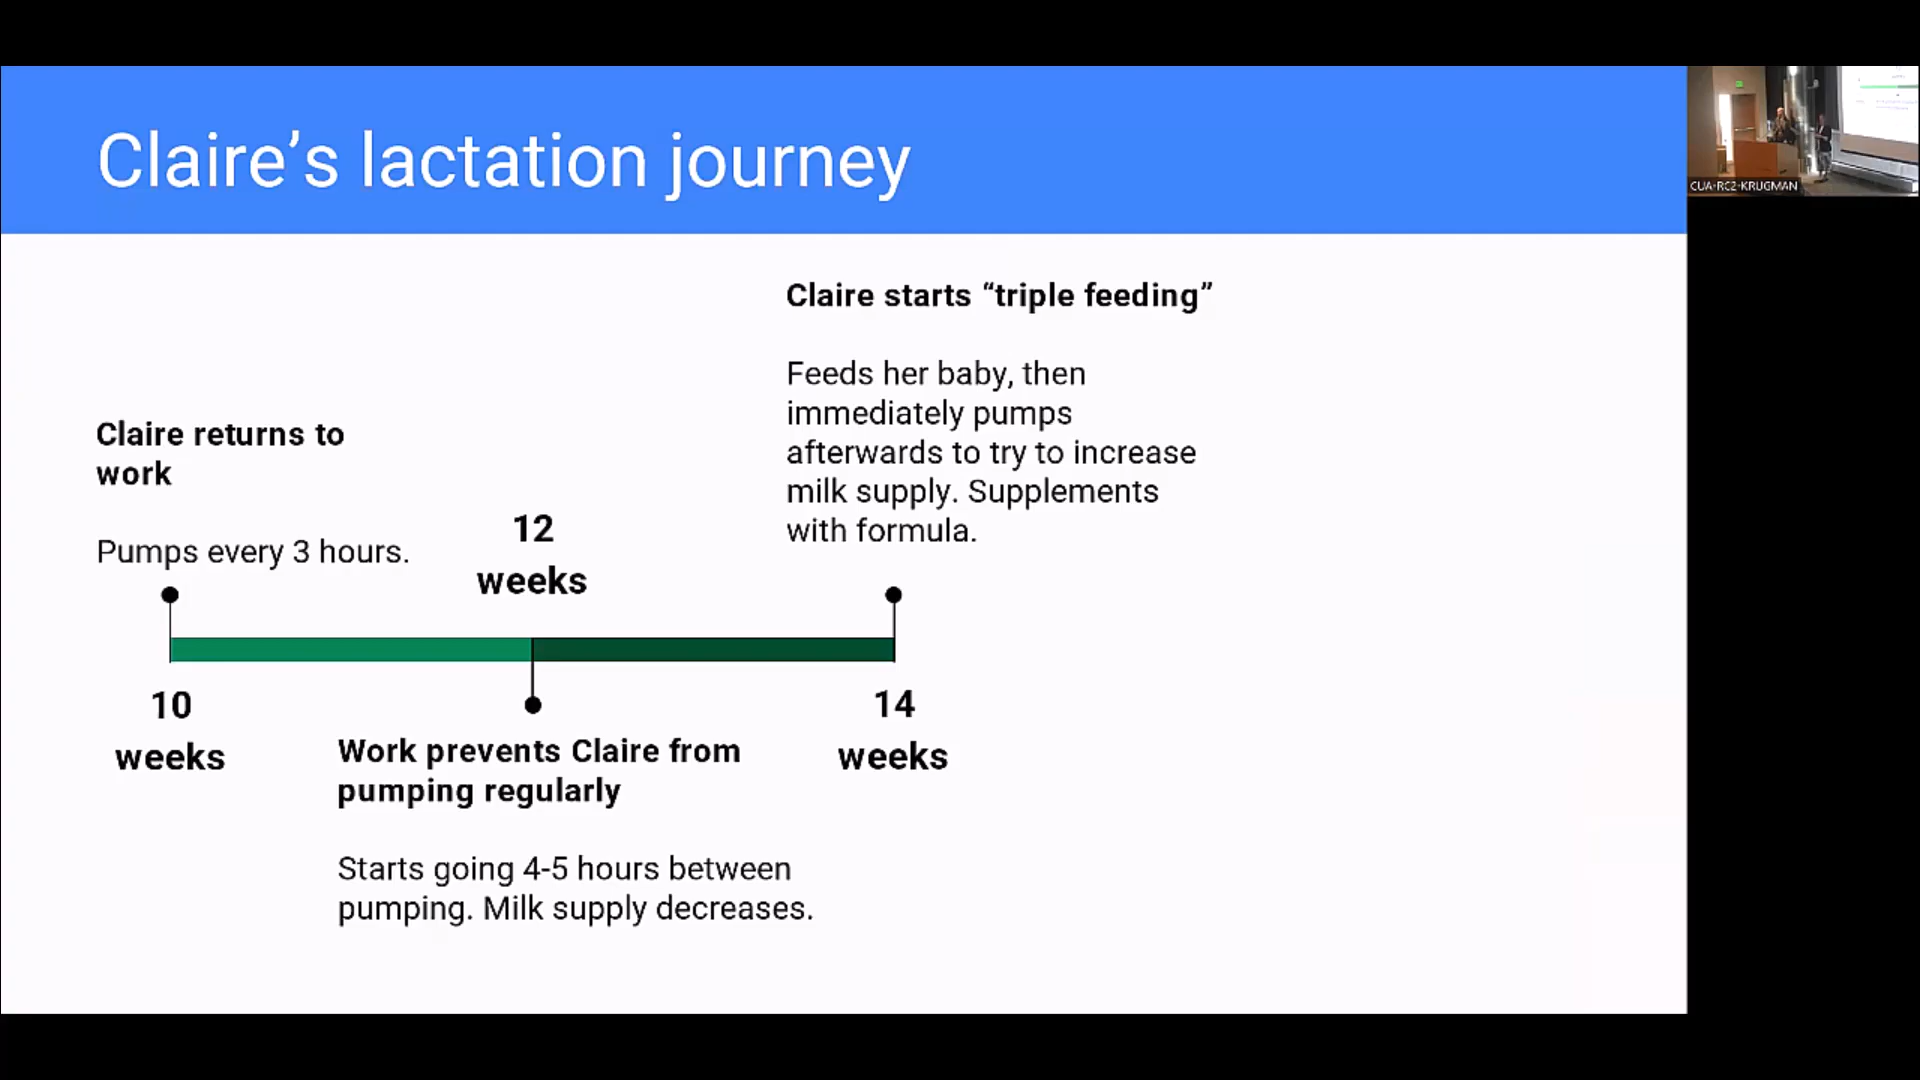 Claire’s lactation journey
Claire starts “triple feeding”
Feeds her baby, then
immediately pumps
afterwards to try to increase
milk supply. Supplements
with formula.
Claire returns to
work
Pumps every 3 hours.
12
weeks
10
weeks
14
weeks
Work prevents Claire from
pumping regularly
Starts going 4-5 hours between
pumping. Milk supply decreases.
CUA-RC2-KRUGMAN